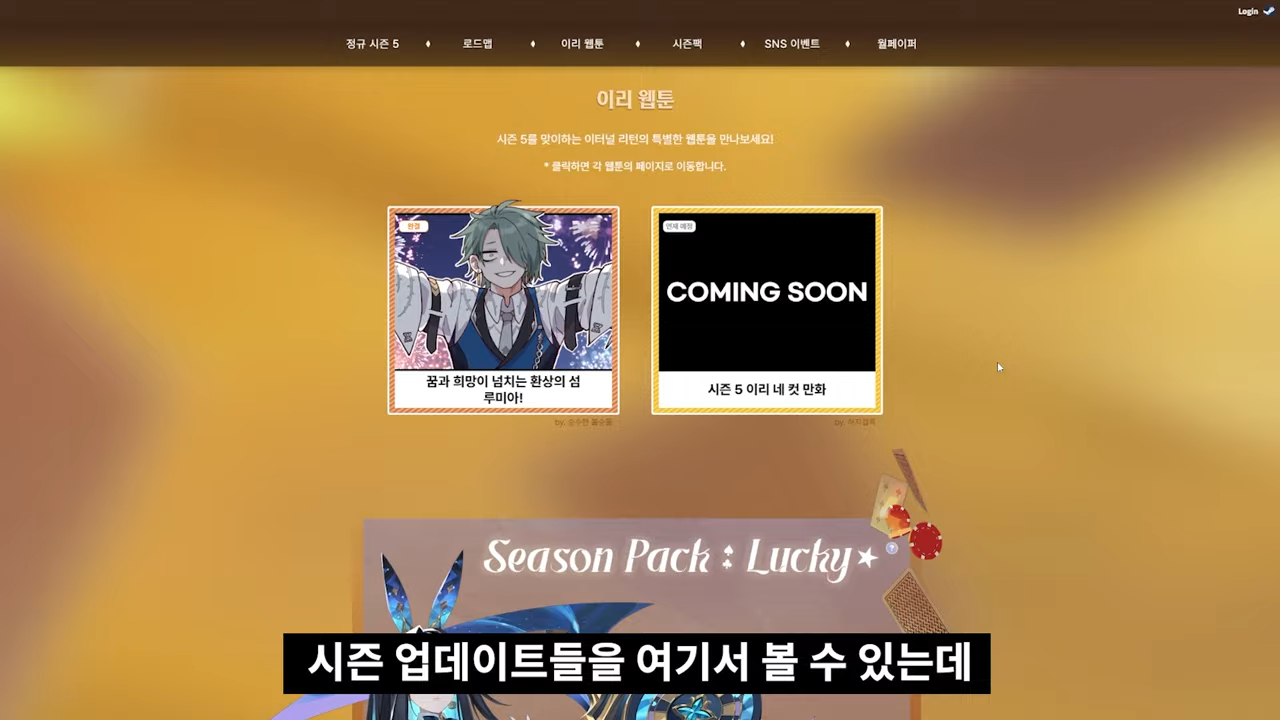 Login
정규 시즌 5
로드맵
이리 웹툰
시즌팩
SNS 이벤트
월페이퍼
이리 웹툰
시즌 5를 맞이하는 이터널 리턴의 특별한 웹툰을 만나보세요!
* 클릭하면 각 웹툰의 페이지로 이동합니다.
완결
연재 예정
COMING SOON
꿈과 희망이 넘치는 환상의 섬
루미아!
시즌 5 이리 네 컷 만화
Season Pack : Lucky★
?
시즌 업데이트들을 여기서 볼 수 있는데